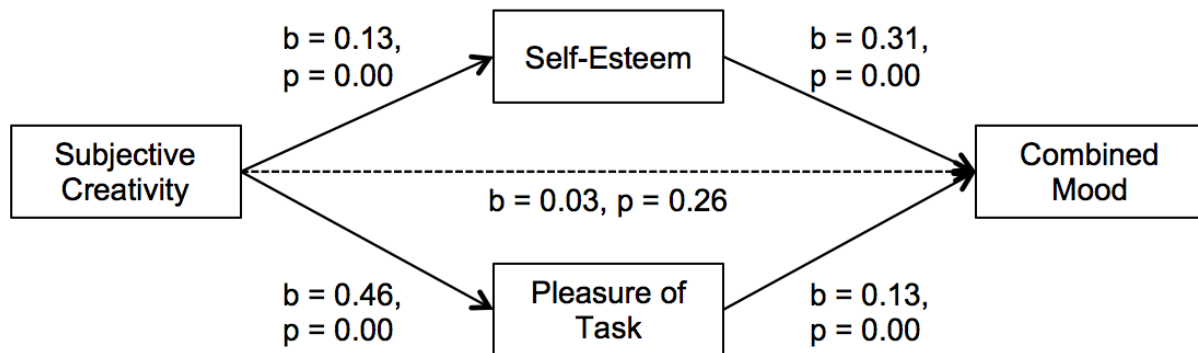 b = 0.13,
p = 0.00
Self-Esteem
b = 0.31,
p = 0.00
Subjective
Creativity
Combined
Mood
b = 0.03, p = 0.26
b = 0.46,
p = 0.00
Pleasure of
Task
b = 0.13,
p = 0.00